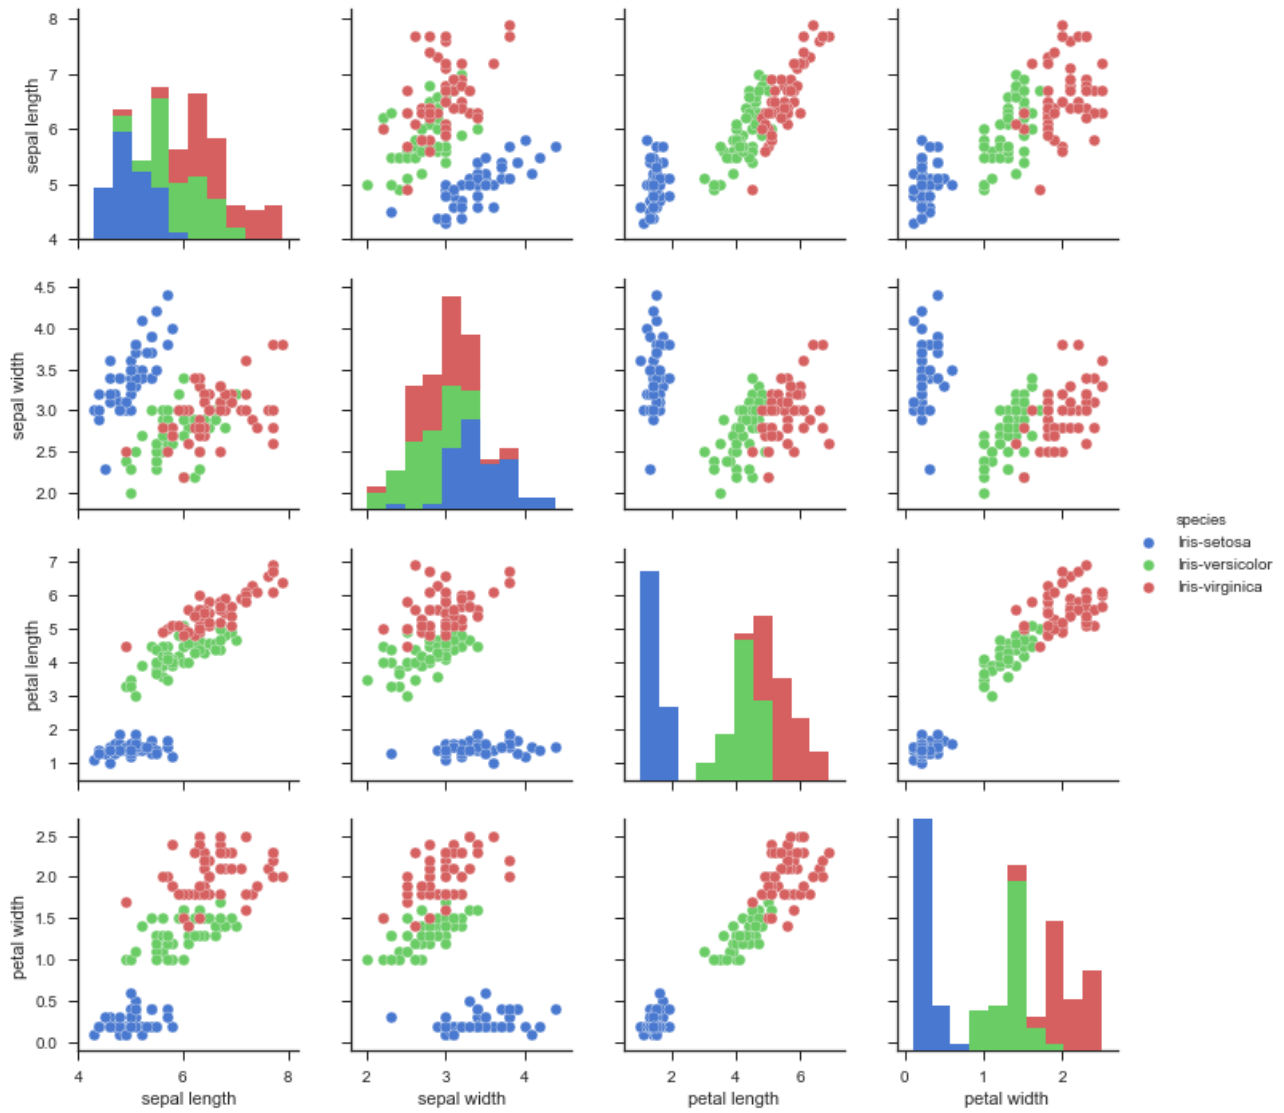 8
7
6
5
4
sepal length
4.5
4.0
3.5
3.0
2.5
2.0
sepal width
species
Iris-setosa
Iris-versicolor
Iris-virginica
7
6
5
4
3
2
1
petal length
2.5
2.0
1.5
1.0
0.5
0.0
petal width
4 6 8 2 3 4 2 4 6 0 1 2
sepal length sepal width petal length petal width